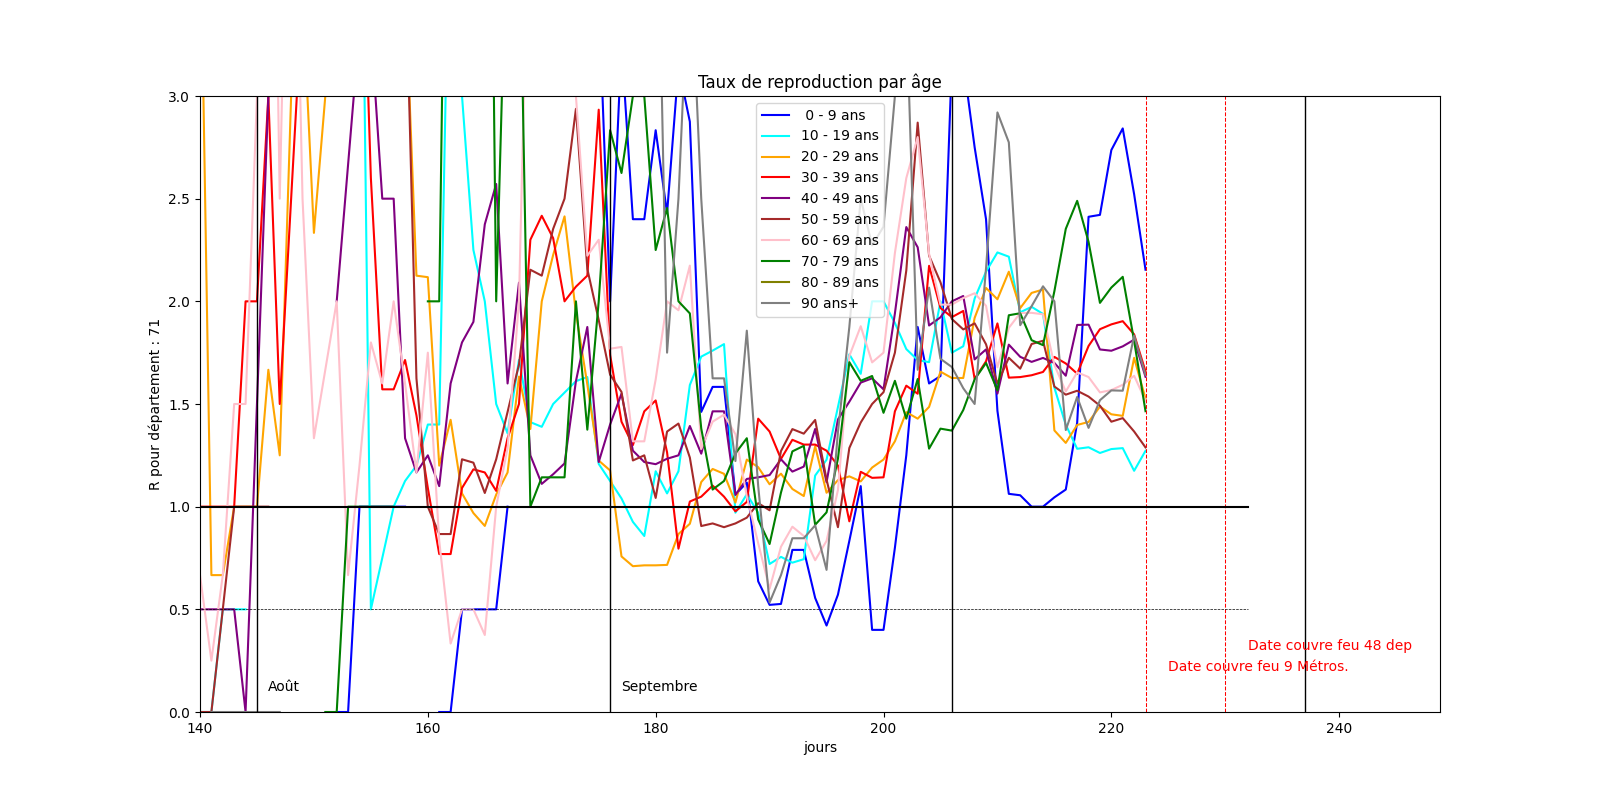 Taux de reproduction par âge
R pour département : 71
3.0
2.5
2.0
1.5
1.0
0.5
0.0
0 - 9 ans
10 - 19 ans
20 - 29 ans
30 - 39 ans
40 - 49 ans
50 - 59 ans
60 - 69 ans
70 - 79 ans
80 - 89 ans
90 ans+
Date couvre feu 48 dep
Date couvre feu 9 Métros.
Août
Septembre
140
160
180
200
220
240
jours